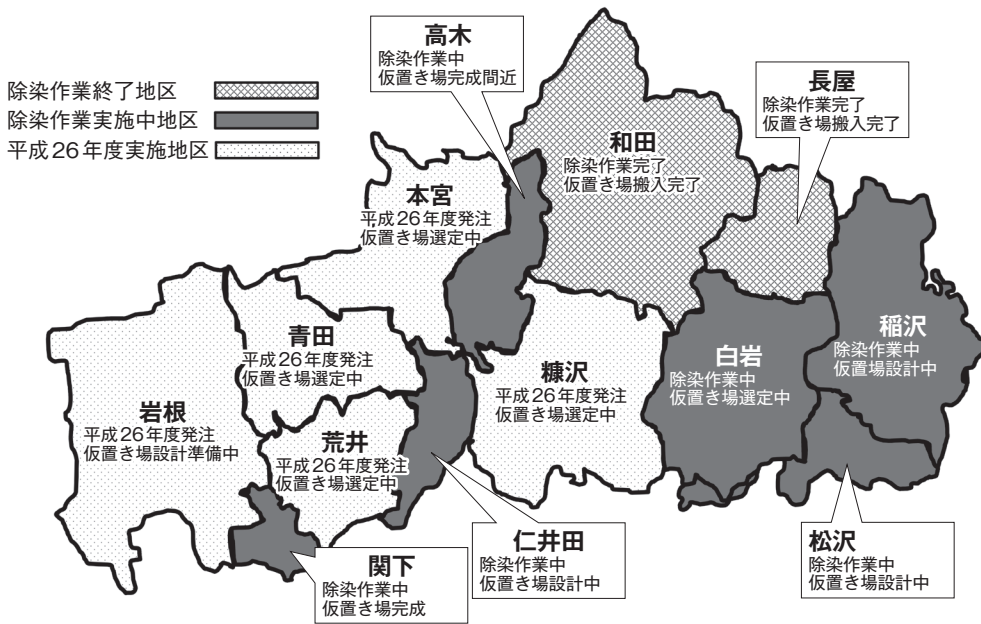 除染作業終了地区
除染作業実施中地区
平成26年度実施地区
高木
除染作業中
仮置き場完成間近
長屋
除染作業完了
仮置き場搬入完了
和田
除染作業完了
仮置き場搬入完了
本宮
平成26年度発注
仮置き場選定中
稲沢
除染作業中
仮置場設計中
青田
平成26年度発注
仮置き場選定中
白岩
除染作業中
仮置き場選定中
糠沢
平成26年度発注
仮置き場選定中
岩根
平成26年度発注
仮置き場設計準備中
荒井
平成26年度発注
仮置き場選定中
関下
除染作業中
仮置き場完成
仁井田
除染作業中
仮置き場設計中
松沢
除染作業中
仮置き場設計中